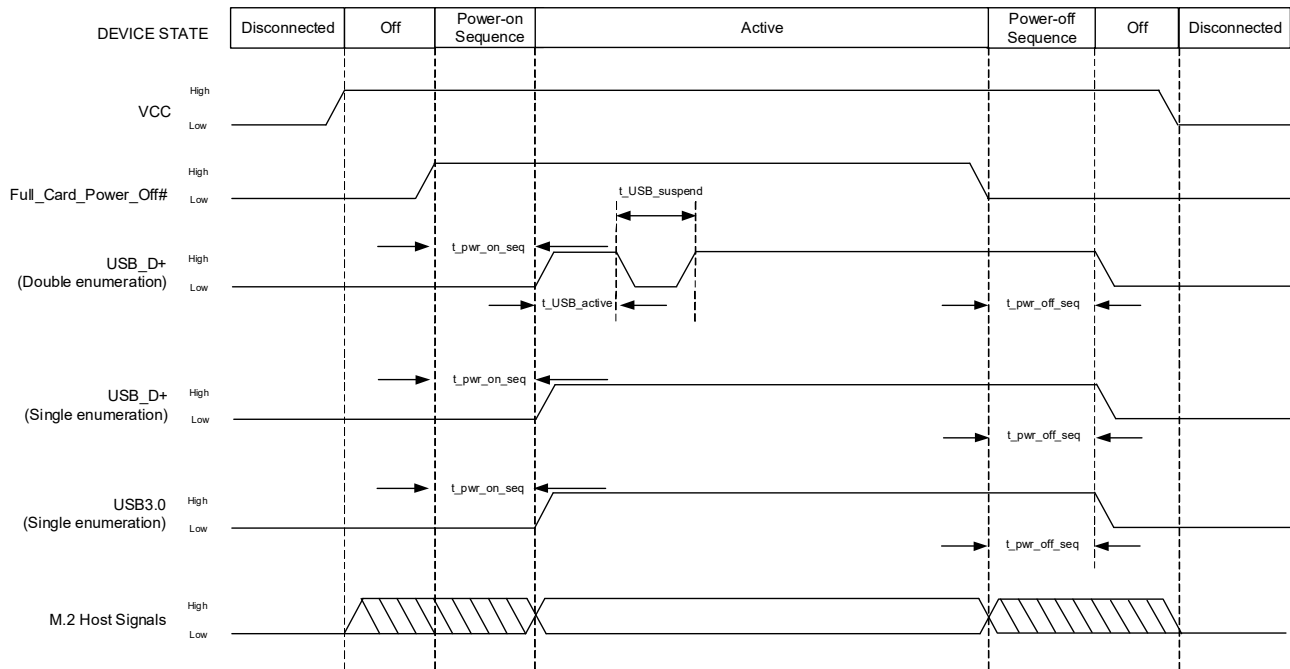 DEVICE STATE
Disconnected
Off
Power-on
Sequence
Active
Power-off
Sequence
Off
Disconnected
High
VCC
Low
High
Full_Card_Power_Off#
Low
t_USB_suspend
t_pwr_on_seq
High
USB_D+
(Double enumeration)
Low
t_USB_active
t_pwr_off_seq
t_pwr_on_seq
High
USB_D+
(Single enumeration)
Low
t_pwr_off_seq
t_pwr_on_seq
High
USB3.0
(Single enumeration)
Low
t_pwr_off_seq
High
M.2 Host Signals
Low